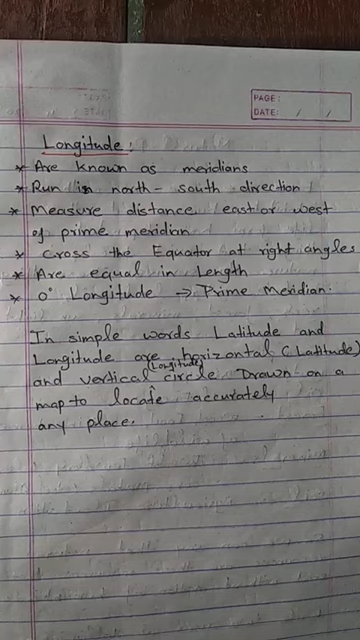 PAGE:
DATE: / /
Longitude:
* Are known as meridians
* Run in north - south direction
* Measure distance east or west
of prime meridian
* Cross the Equator at right angles
* Are equal in Length
* 0° Longitude → Prime Meridian.
In simple words Latitude and
Longitude are horizontal (Latitude)
and vertical (Longitude) circle Drawn on a
map to locate accurately
any place.